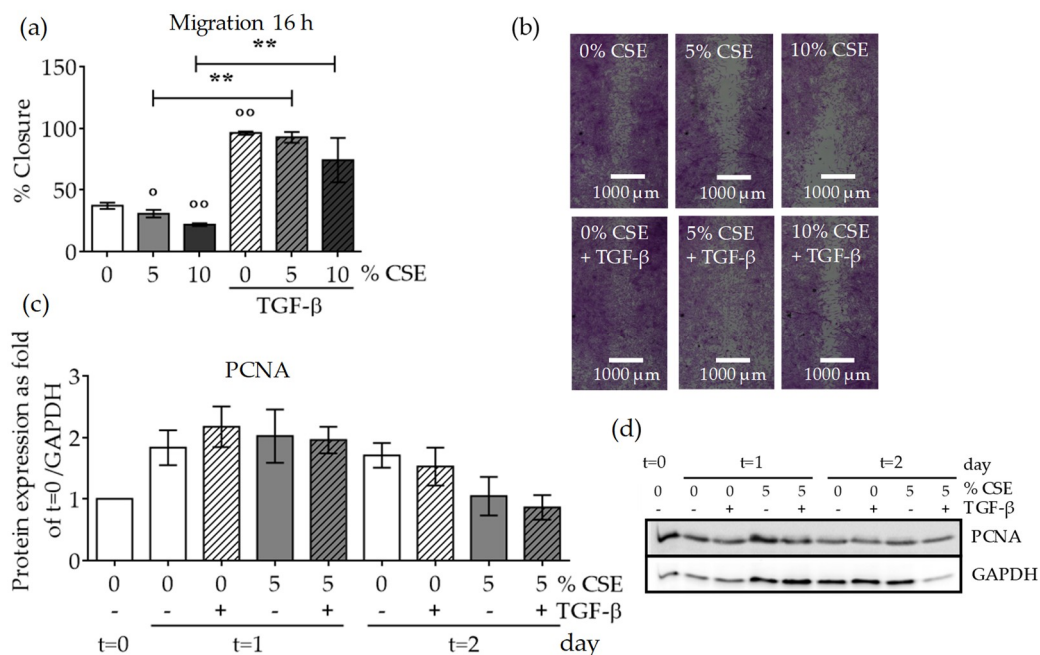 (a)
Migration 16 h
**
**
150
100
50
0
% Closure
o
oo
oo
0 5 10 0 5 10 % CSE
TGF-β
(b)
0% CSE 5% CSE 10% CSE
1000 µm 1000 µm 1000 µm
0% CSE 5% CSE 10% CSE
+ TGF-β + TGF-β + TGF-β
1000 µm 1000 µm 1000 µm
(c)
PCNA
Protein expression as fold
of t=0 /GAPDH
3
2
1
0
0 0 0 5 5 0 0 5 5 % CSE
- - + - + - + - + TGF-β
t=0 t=1 t=2 day
(d)
t=0 t=1 t=2 day
0 0 0 5 5 0 0 5 5 % CSE
- - + - + - + - + TGF-β
PCNA
GAPDH